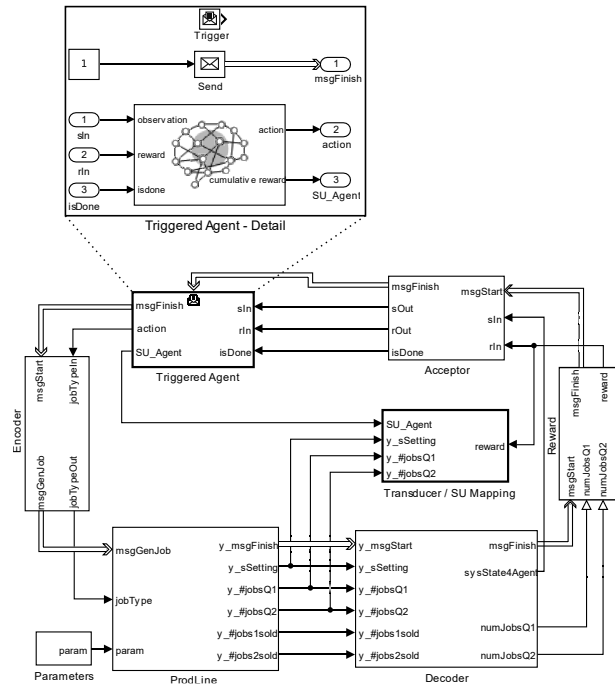 Trigger
1
Send
1
msgFinish
1
sIn
observation
action
2
action
2
rIn
reward
3
isDone
isdone
cumulative reward
3
SU_Agent
Triggered Agent - Detail
msgFinish
action
SU_Agent
sIn
rIn
isDone
Triggered Agent
msgFinish
sOut
rOut
isDone
msgStart
sIn
rIn
Acceptor
msgStart
jobTypeIn
msgGenJob
jobTypeOut
Encoder
SU_Agent
y_sSetting
y_#jobsQ1
y_#jobsQ2
reward
Transducer / SU Mapping
msgFinish
reward
msgStart
numJobsQ1
numJobsQ2
Reward
msgGenJob
jobType
param
y_msgFinish
y_sSetting
y_#jobsQ1
y_#jobsQ2
y_#jobs1sold
y_#jobs2sold
ProdLine
y_msgStart
y_sSetting
y_#jobsQ1
y_#jobsQ2
y_#jobs1sold
y_#jobs2sold
msgFinish
sysState4Agent
numJobsQ1
numJobsQ2
Decoder
param
Parameters